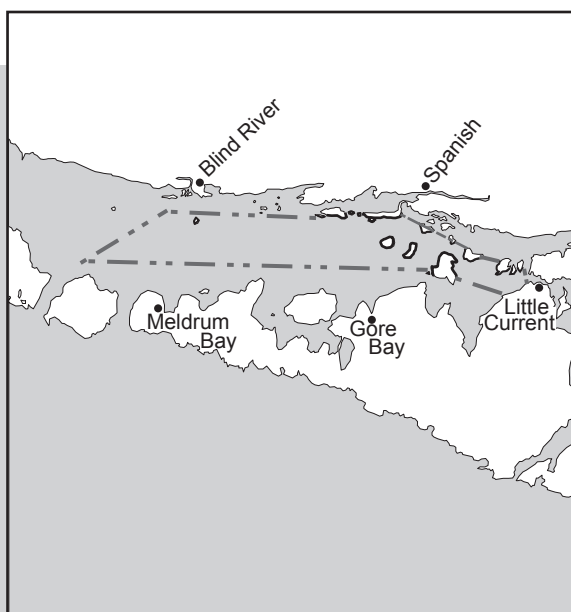 Blind River
Spanish
Little
Current
Meldrum
Bay
Gore
Bay